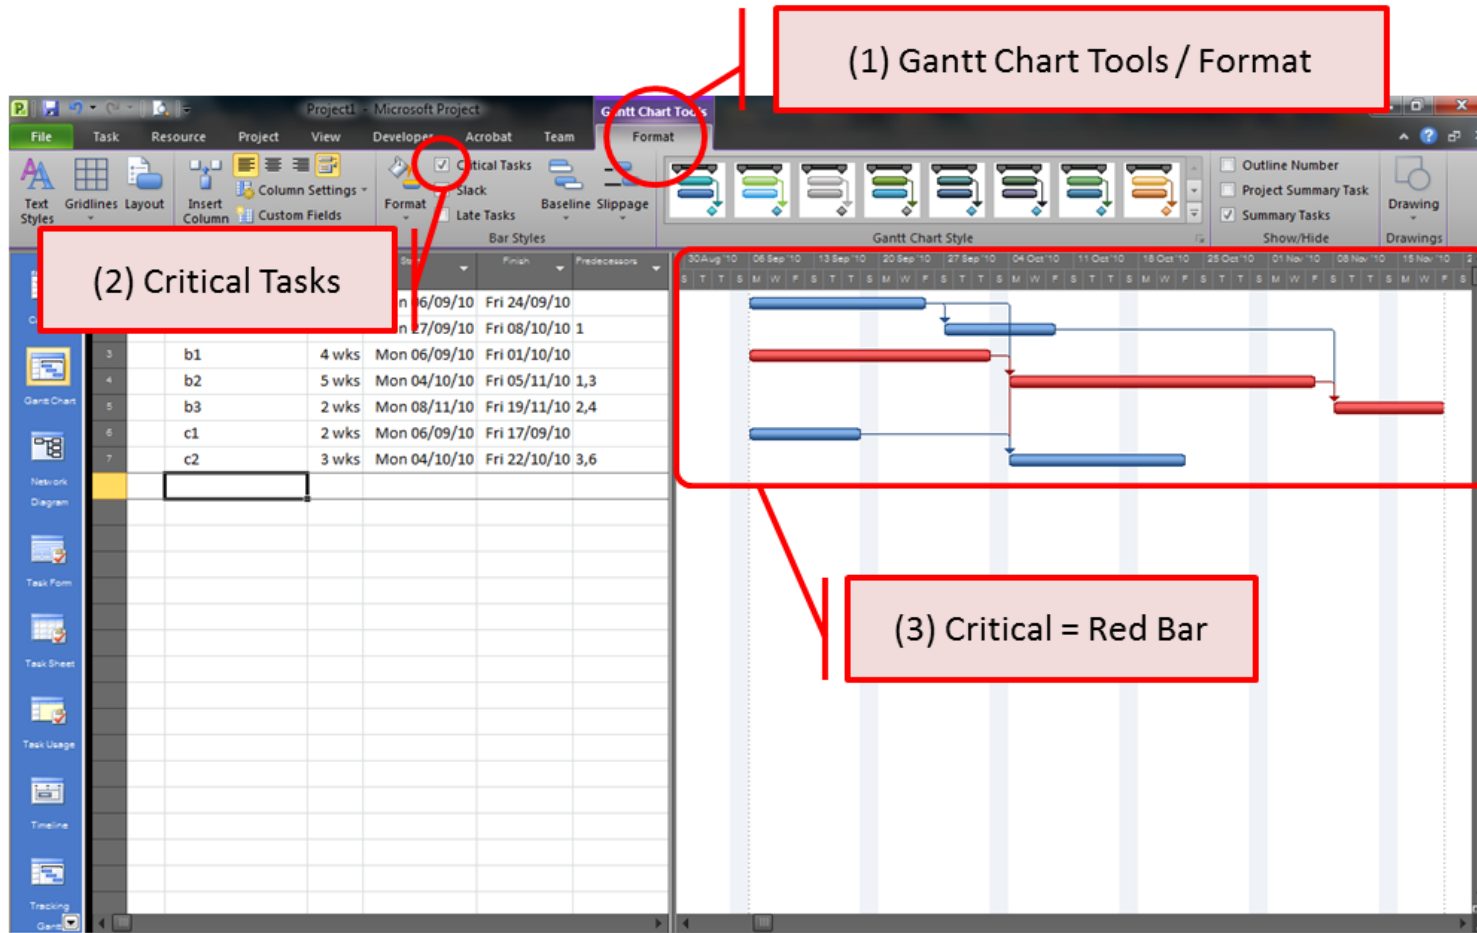 (1) Gantt Chart Tools / Format
Project1 - Microsoft Project
Gantt Chart Tools
File Task Resource Project View Developer Acrobat Team Format
Text Styles
Gridlines
Layout
Insert Column
Column Settings
Custom Fields
Format
Critical Tasks
Slack
Late Tasks
Baseline
Slippage
Bar Styles
Gantt Chart Style
Outline Number
Project Summary Task
Summary Tasks
Show/Hide
Drawing
Drawings
(2) Critical Tasks
Finish Predecessors
06/09/10 Fri 24/09/10
27/09/10 Fri 08/10/10 1
3 b1 4 wks Mon 06/09/10 Fri 01/10/10
4 b2 5 wks Mon 04/10/10 Fri 05/11/10 1,3
5 b3 2 wks Mon 08/11/10 Fri 19/11/10 2,4
6 c1 2 wks Mon 06/09/10 Fri 17/09/10
7 c2 3 wks Mon 04/10/10 Fri 22/10/10 3,6
30 Aug '10 06 Sep '10 13 Sep '10 20 Sep '10 27 Sep '10 04 Oct '10 11 Oct '10 18 Oct '10 25 Oct '10 01 Nov '10 08 Nov '10 15 Nov '10
S T T S M W F S T T S M W F S T T S M W F S T T S M W F S T T S M W F S
Gantt Chart
Network Diagram
Task Form
Task Sheet
Task Usage
Timeline
Tracking
(3) Critical = Red Bar